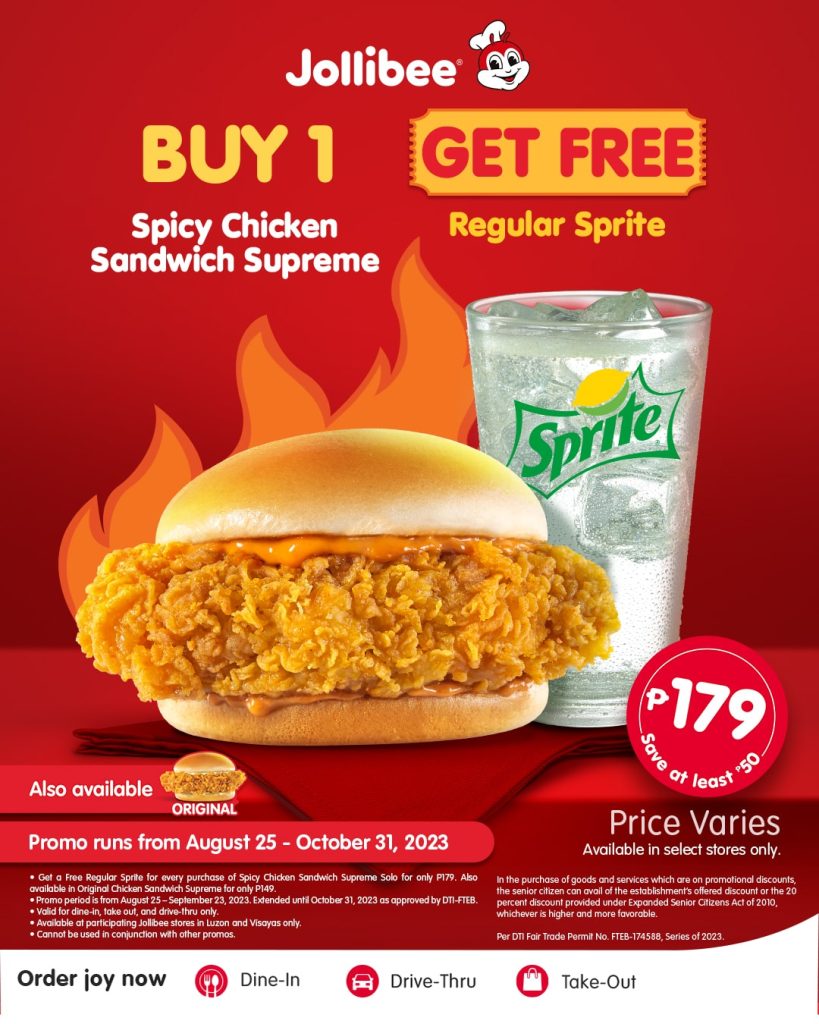 Jollibee®
BUY 1
GET FREE
Spicy Chicken
Sandwich Supreme
Regular Sprite
Sprite
₱179
Save at least ₱50
Also available
ORIGINAL
Promo runs from August 25 - October 31, 2023
Price Varies
Available in select stores only.
• Get a Free Regular Sprite for every purchase of Spicy Chicken Sandwich Supreme Solo for only P179. Also
available in Original Chicken Sandwich Supreme for only P149.
• Promo period is from August 25 – September 23, 2023. Extended until October 31, 2023 as approved by DTI-FTEB.
• Valid for dine-in, take out, and drive-thru only.
• Available at participating Jollibee stores in Luzon and Visayas only.
• Cannot be used in conjunction with other promos.
In the purchase of goods and services which are on promotional discounts,
the senior citizen can avail of the establishment's offered discount or the 20
percent discount provided under Expanded Senior Citizens Act of 2010,
whichever is higher and more favorable.
Per DTI Fair Trade Permit No. FTEB-174588, Series of 2023.
Order joy now
Dine-In
Drive-Thru
Take-Out